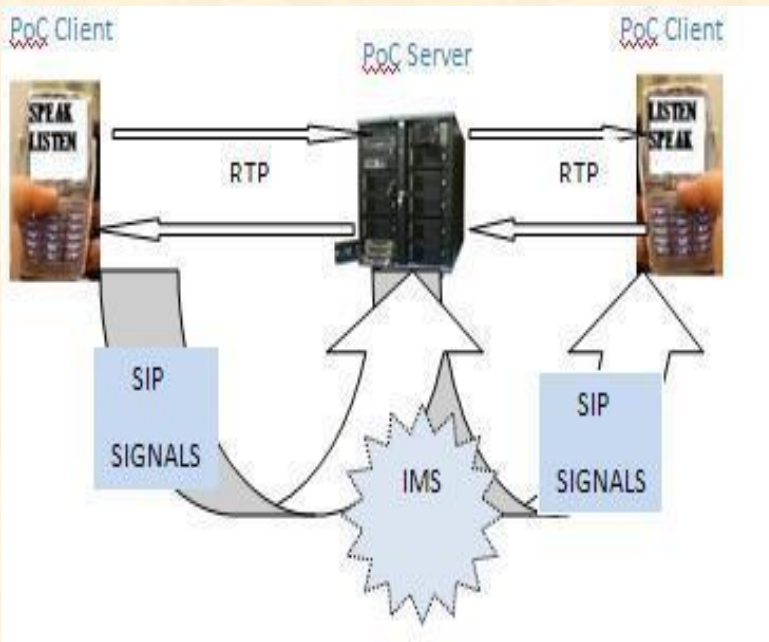 PoC Client
PoC Server
PoC Client
SPEAK
LISTEN
LISTEN
SPEAK
RTP
RTP
SIP
SIGNALS
IMS
SIP
SIGNALS